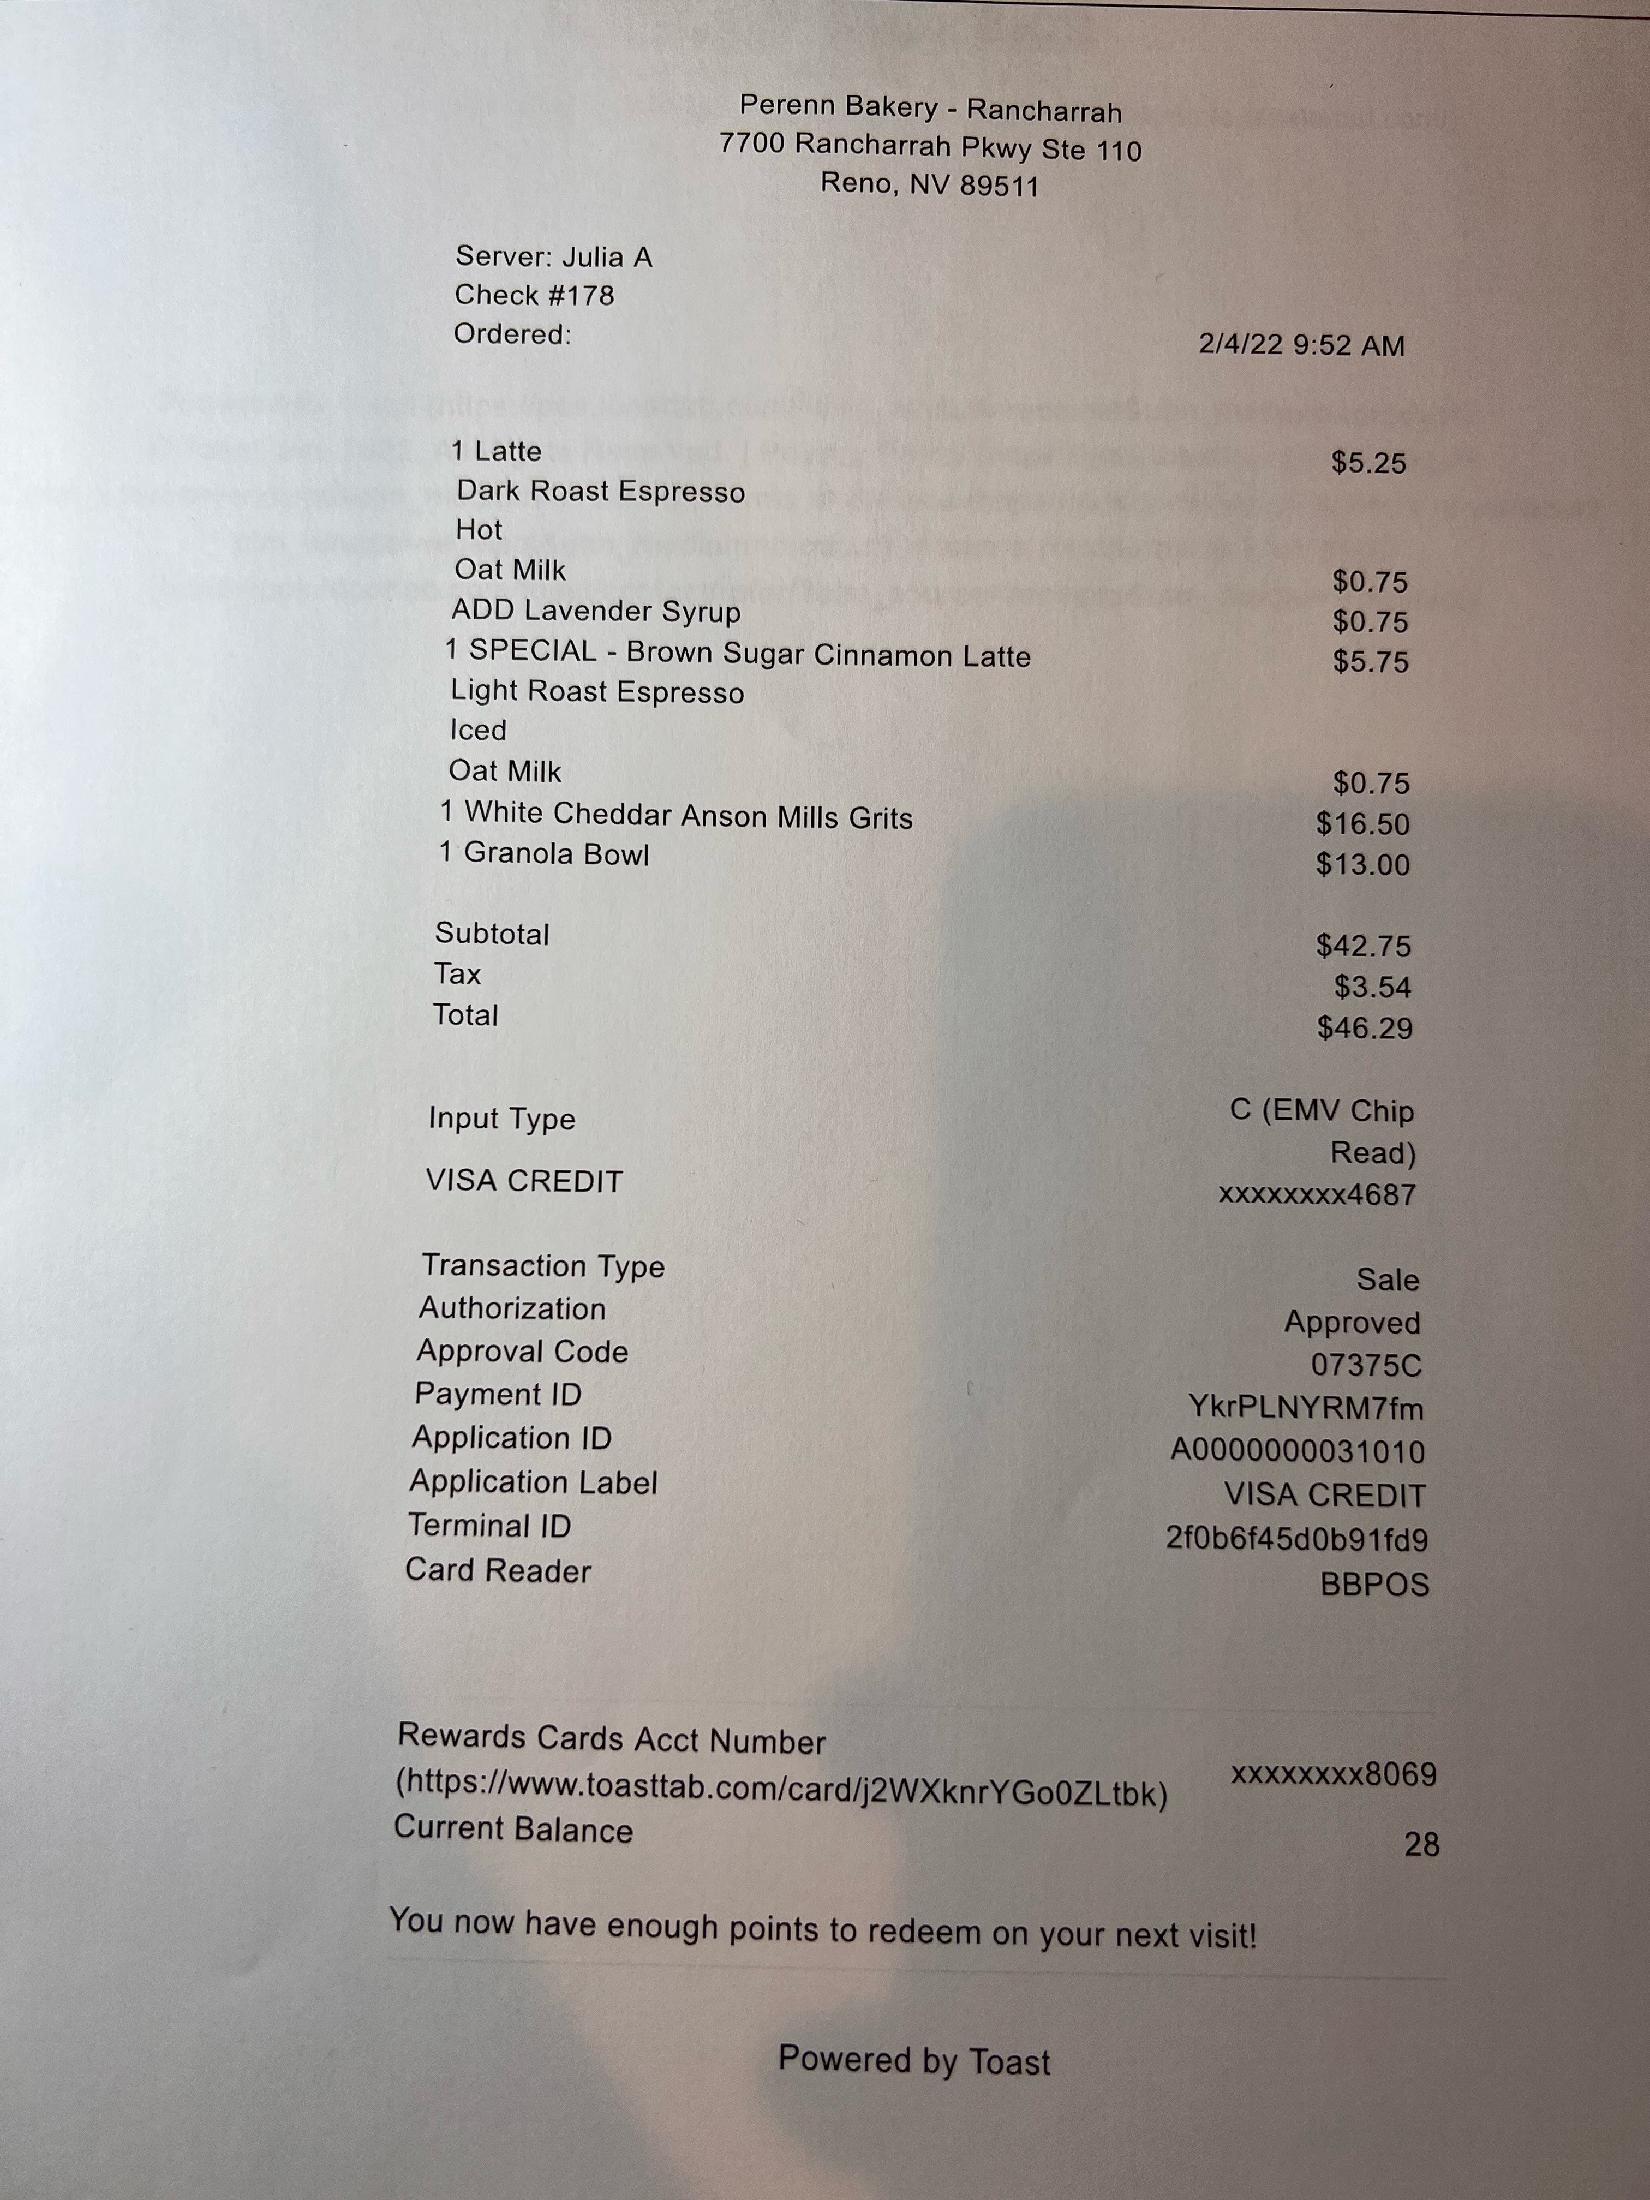 Perenn Bakery - Rancharrah
7700 Rancharrah Pkwy Ste 110
Reno, NV 89511
Server: Julia A
Check #178
Ordered: 2/4/22 9:52 AM
1 Latte $5.25
Dark Roast Espresso
Hot
Oat Milk $0.75
ADD Lavender Syrup $0.75
1 SPECIAL - Brown Sugar Cinnamon Latte $5.75
Light Roast Espresso
Iced
Oat Milk $0.75
1 White Cheddar Anson Mills Grits $16.50
1 Granola Bowl $13.00
Subtotal $42.75
Tax $3.54
Total $46.29
Input Type C (EMV Chip
Read)
VISA CREDIT xxxxxxxx4687
Transaction Type Sale
Authorization Approved
Approval Code 07375C
Payment ID YkrPLNYRM7fm
Application ID A0000000031010
Application Label VISA CREDIT
Terminal ID 2f0b6f45d0b91fd9
Card Reader BBPOS
Rewards Cards Acct Number
(https://www.toasttab.com/card/j2WXknrYGo0ZLtbk) xxxxxxxx8069
Current Balance 28
You now have enough points to redeem on your next visit!
Powered by Toast